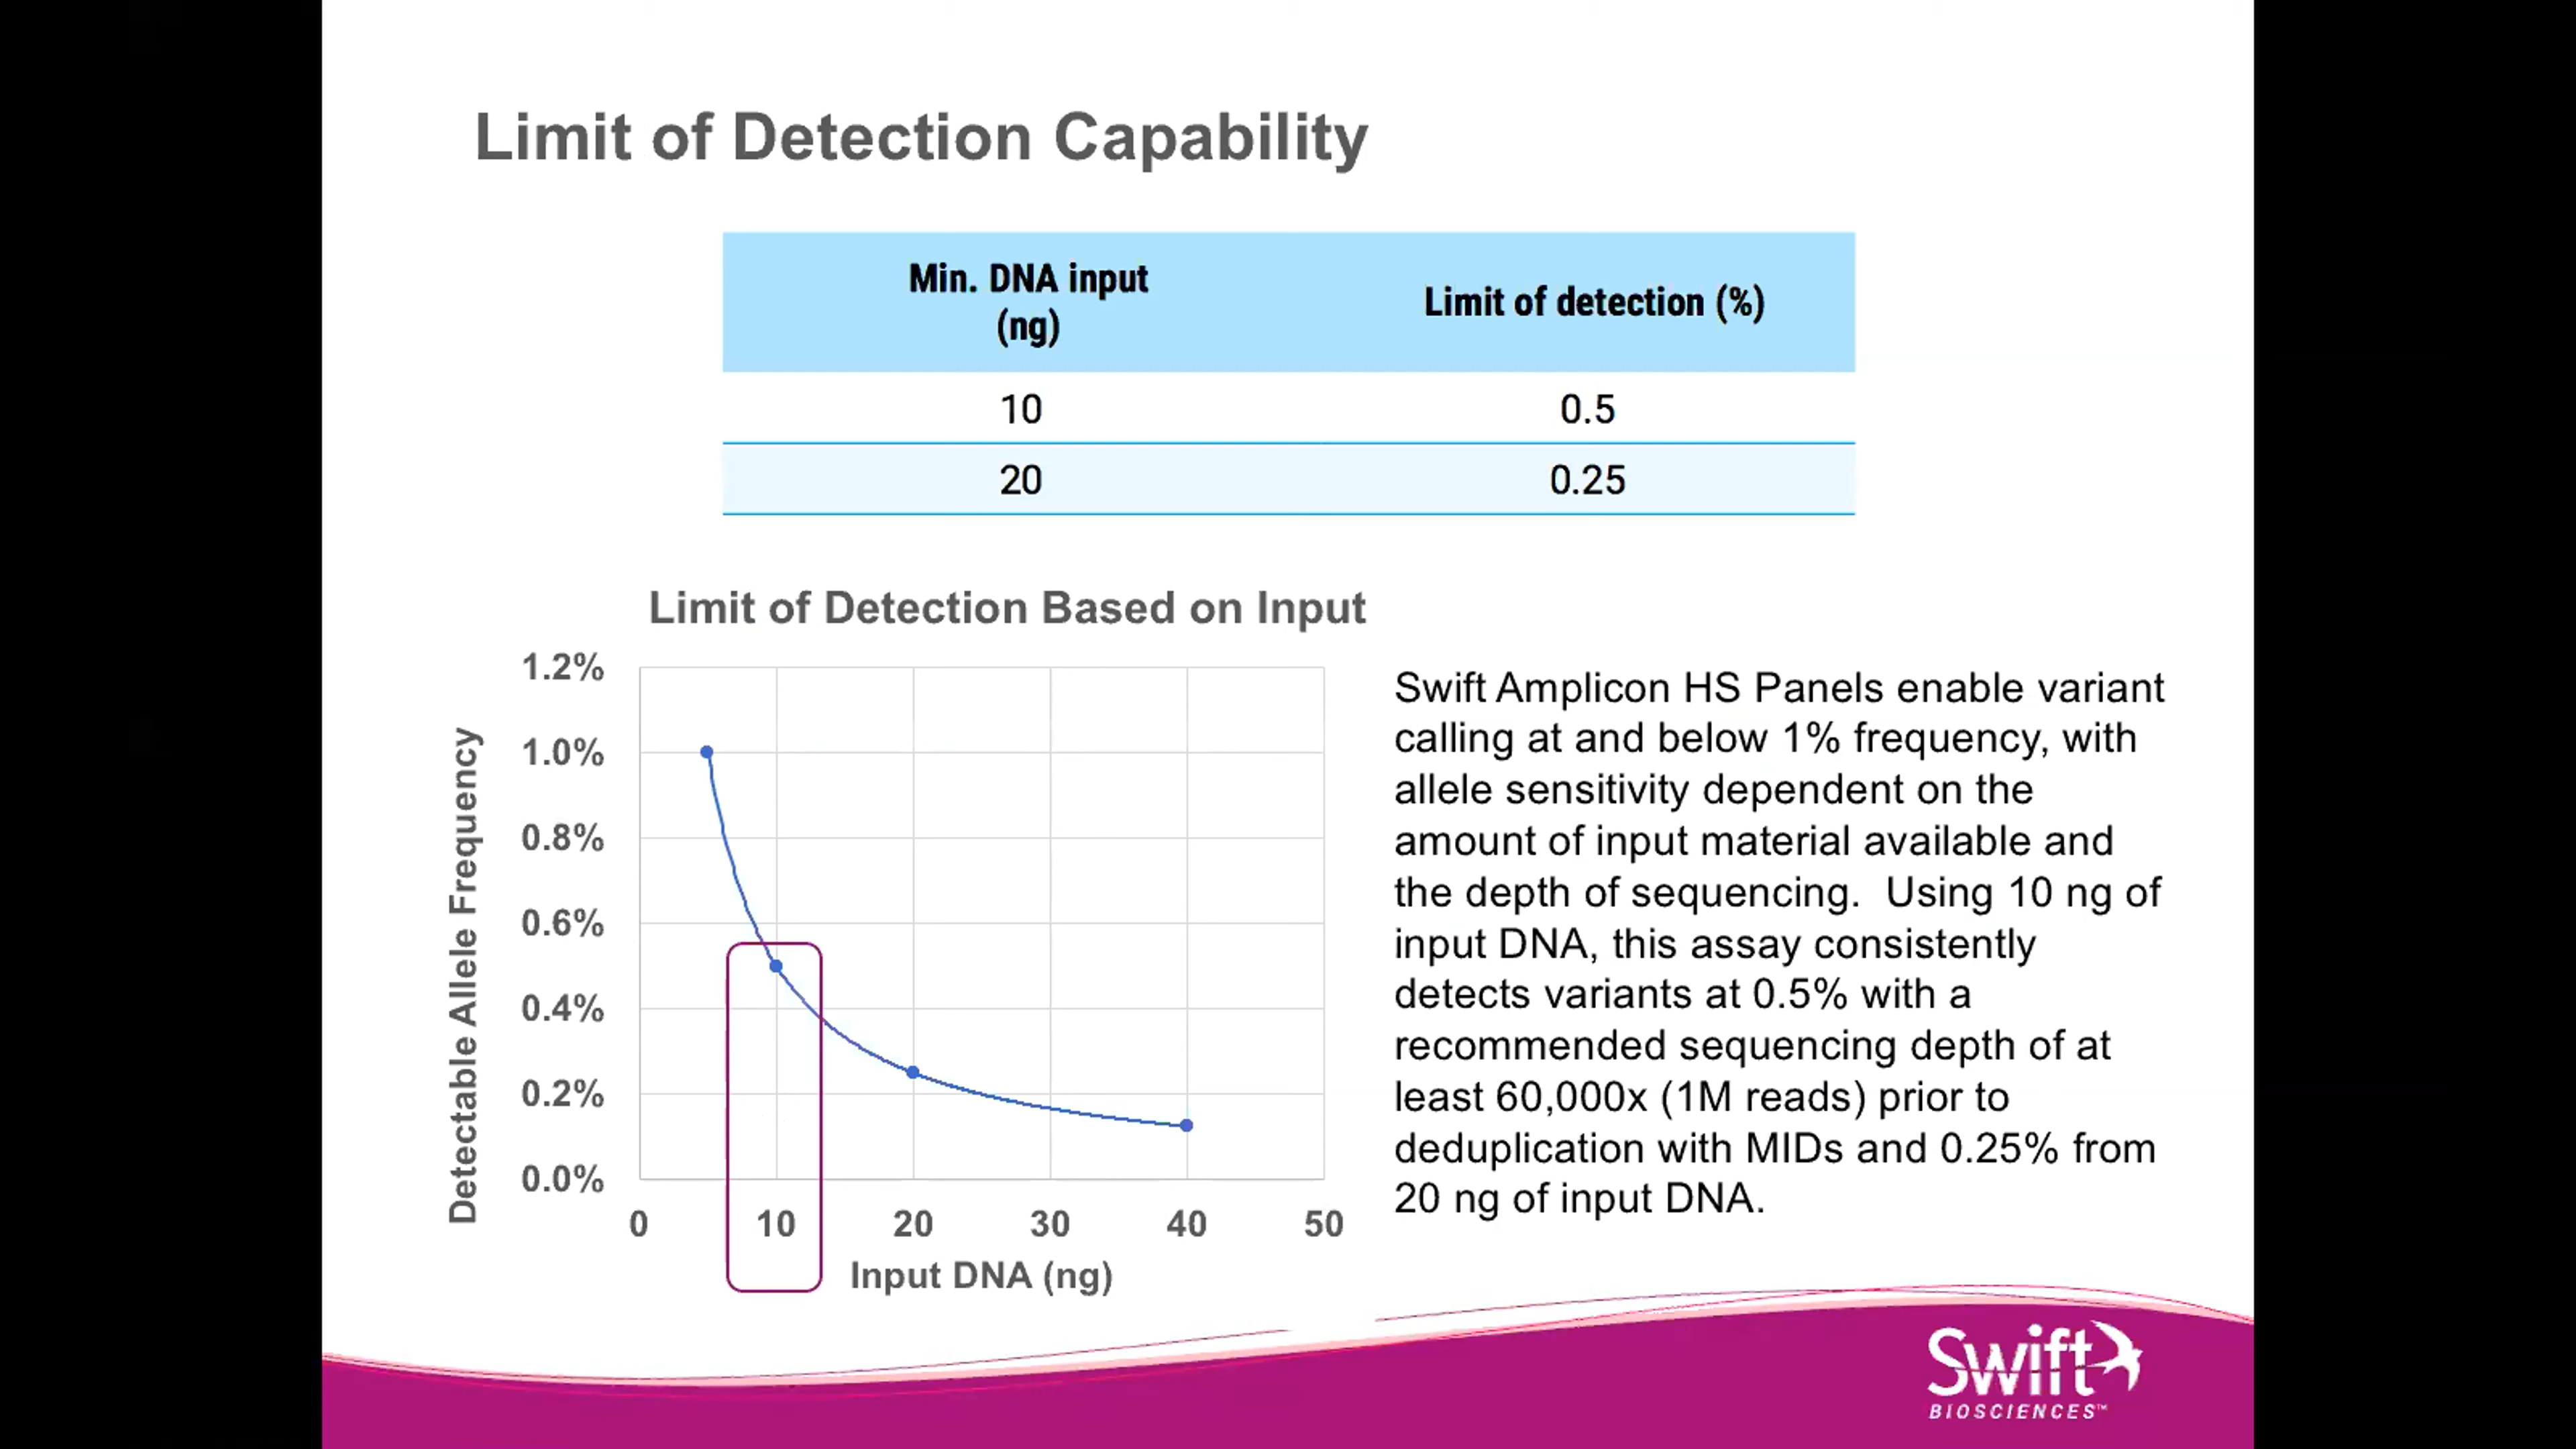 Limit of Detection Capability
Min. DNA input
(ng)
Limit of detection (%)
10 0.5
20 0.25
Limit of Detection Based on Input
Detectable Allele Frequency
1.2%
1.0%
0.8%
0.6%
0.4%
0.2%
0.0%
0 10 20 30 40 50
Input DNA (ng)
Swift Amplicon HS Panels enable variant
calling at and below 1% frequency, with
allele sensitivity dependent on the
amount of input material available and
the depth of sequencing.  Using 10 ng of
input DNA, this assay consistently
detects variants at 0.5% with a
recommended sequencing depth of at
least 60,000x (1M reads) prior to
deduplication with MIDs and 0.25% from
20 ng of input DNA.
Swift
BIOSCIENCES™